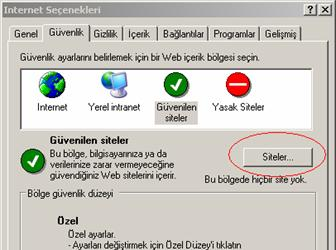 Internet Seçenekleri
Genel Güvenlik Gizlilik İçerik Bağlantılar Programlar Gelişmiş
Güvenlik ayarlarını belirlemek için bir Web içerik bölgesi seçin.
Internet Yerel intranet Güvenilen siteler Yasak Siteler
Güvenilen siteler
Bu bölge, bilgisayarınıza ya da
verilerinize zarar vermeyeceğine
güvendiğiniz Web sitelerini içerir.
Siteler...
Bu bölgede hiçbir site yok.
Bölge güvenlik düzeyi
Özel
Özel ayarlar.
- Ayarları değiştirmek için Özel Düzey'i tıklatın